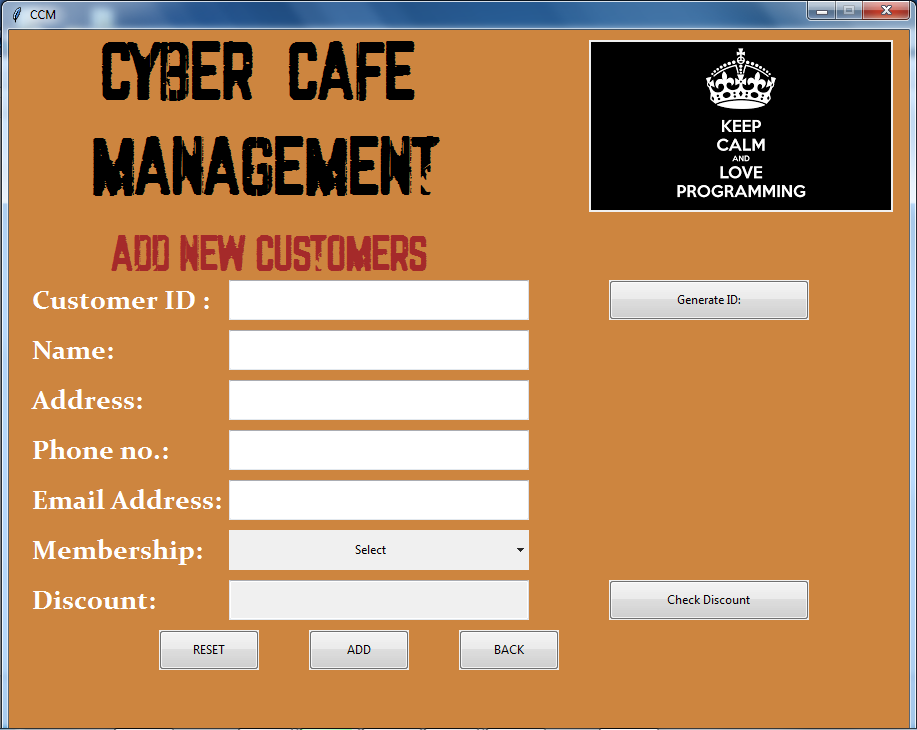 CCM
CYBER CAFE
MANAGEMENT
KEEP
CALM
AND
LOVE
PROGRAMMING
ADD NEW CUSTOMERS
Customer ID :
Generate ID:
Name:
Address:
Phone no.:
Email Address:
Membership:
Select
Discount:
Check Discount
RESET
ADD
BACK